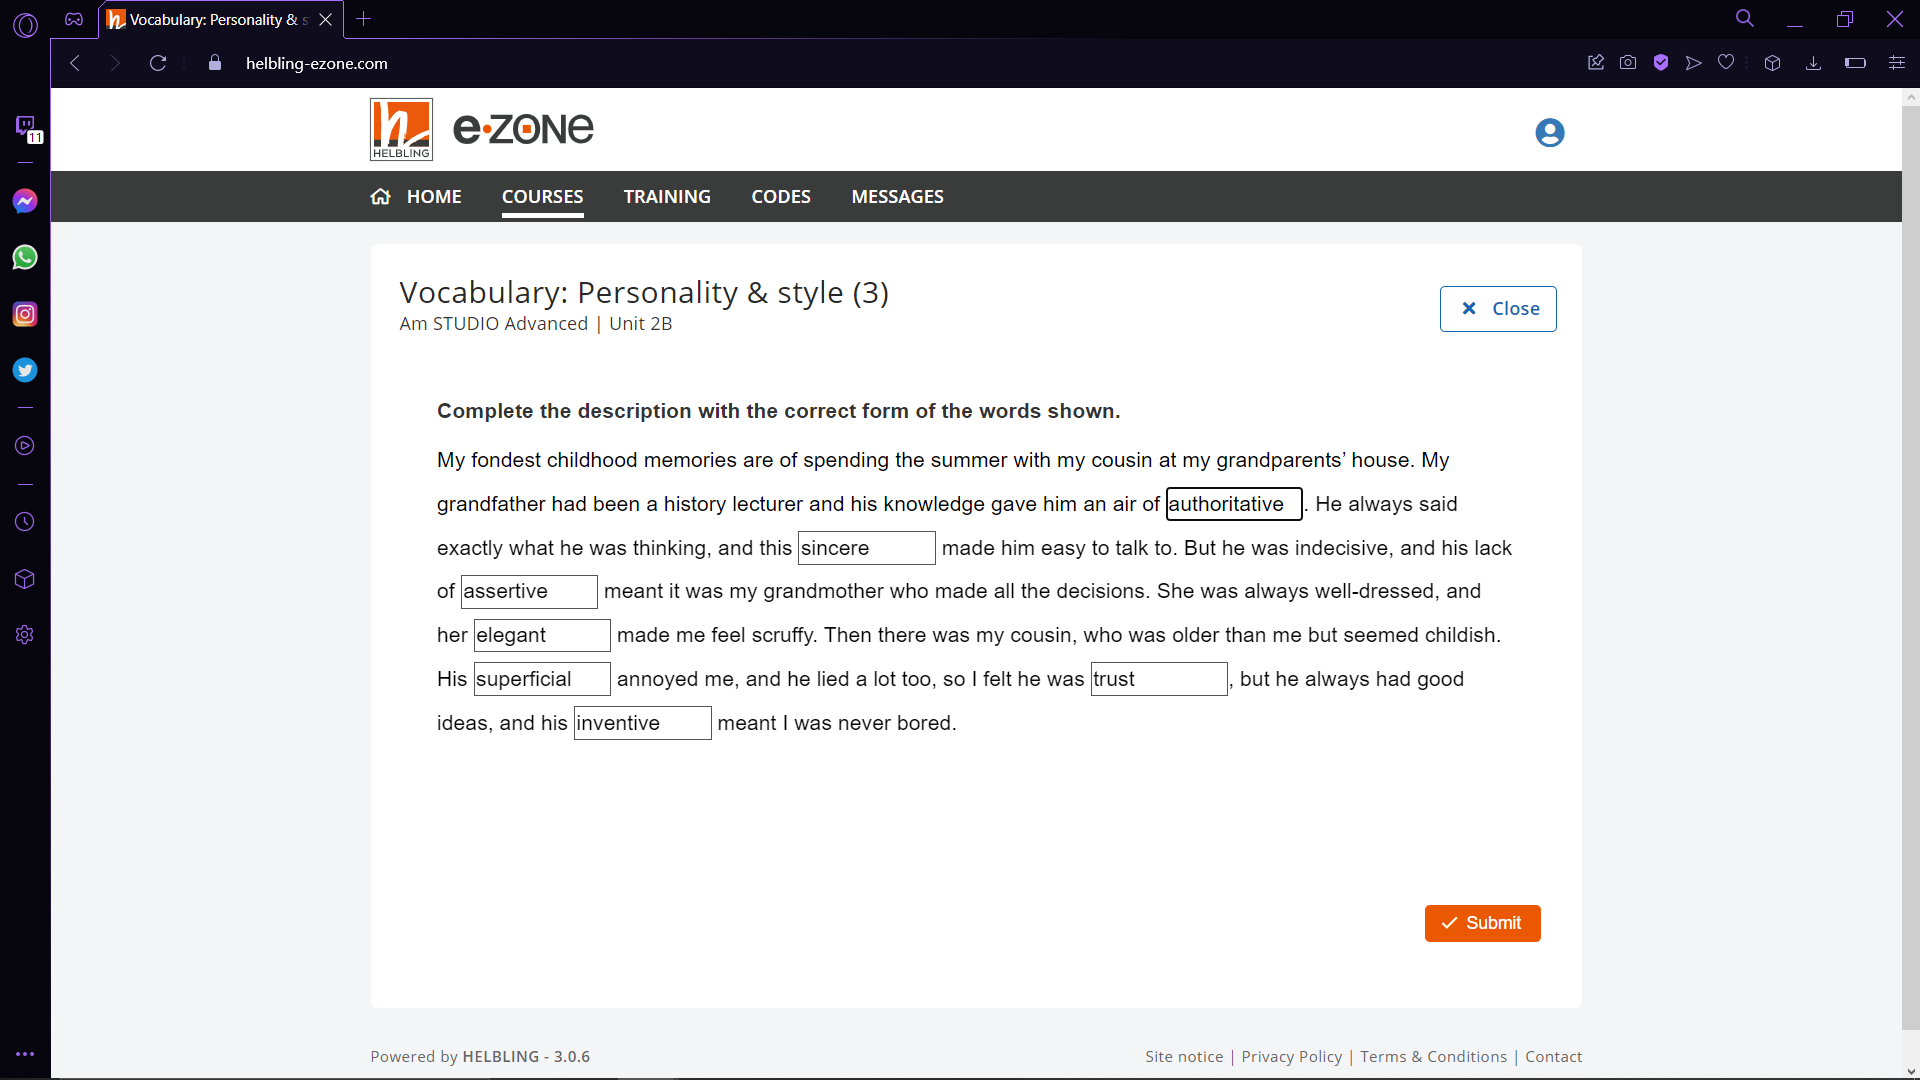 Vocabulary: Personality & s
helbling-ezone.com
11
HELBLING
e•ZONE
HOME COURSES TRAINING CODES MESSAGES
Vocabulary: Personality & style (3)
Am STUDIO Advanced | Unit 2B
Close
Complete the description with the correct form of the words shown.
My fondest childhood memories are of spending the summer with my cousin at my grandparents’ house. My
grandfather had been a history lecturer and his knowledge gave him an air of authoritative . He always said
exactly what he was thinking, and this sincere made him easy to talk to. But he was indecisive, and his lack
of assertive meant it was my grandmother who made all the decisions. She was always well-dressed, and
her elegant made me feel scruffy. Then there was my cousin, who was older than me but seemed childish.
His superficial annoyed me, and he lied a lot too, so I felt he was trust , but he always had good
ideas, and his inventive meant I was never bored.
Submit
Powered by HELBLING - 3.0.6
Site notice | Privacy Policy | Terms & Conditions | Contact